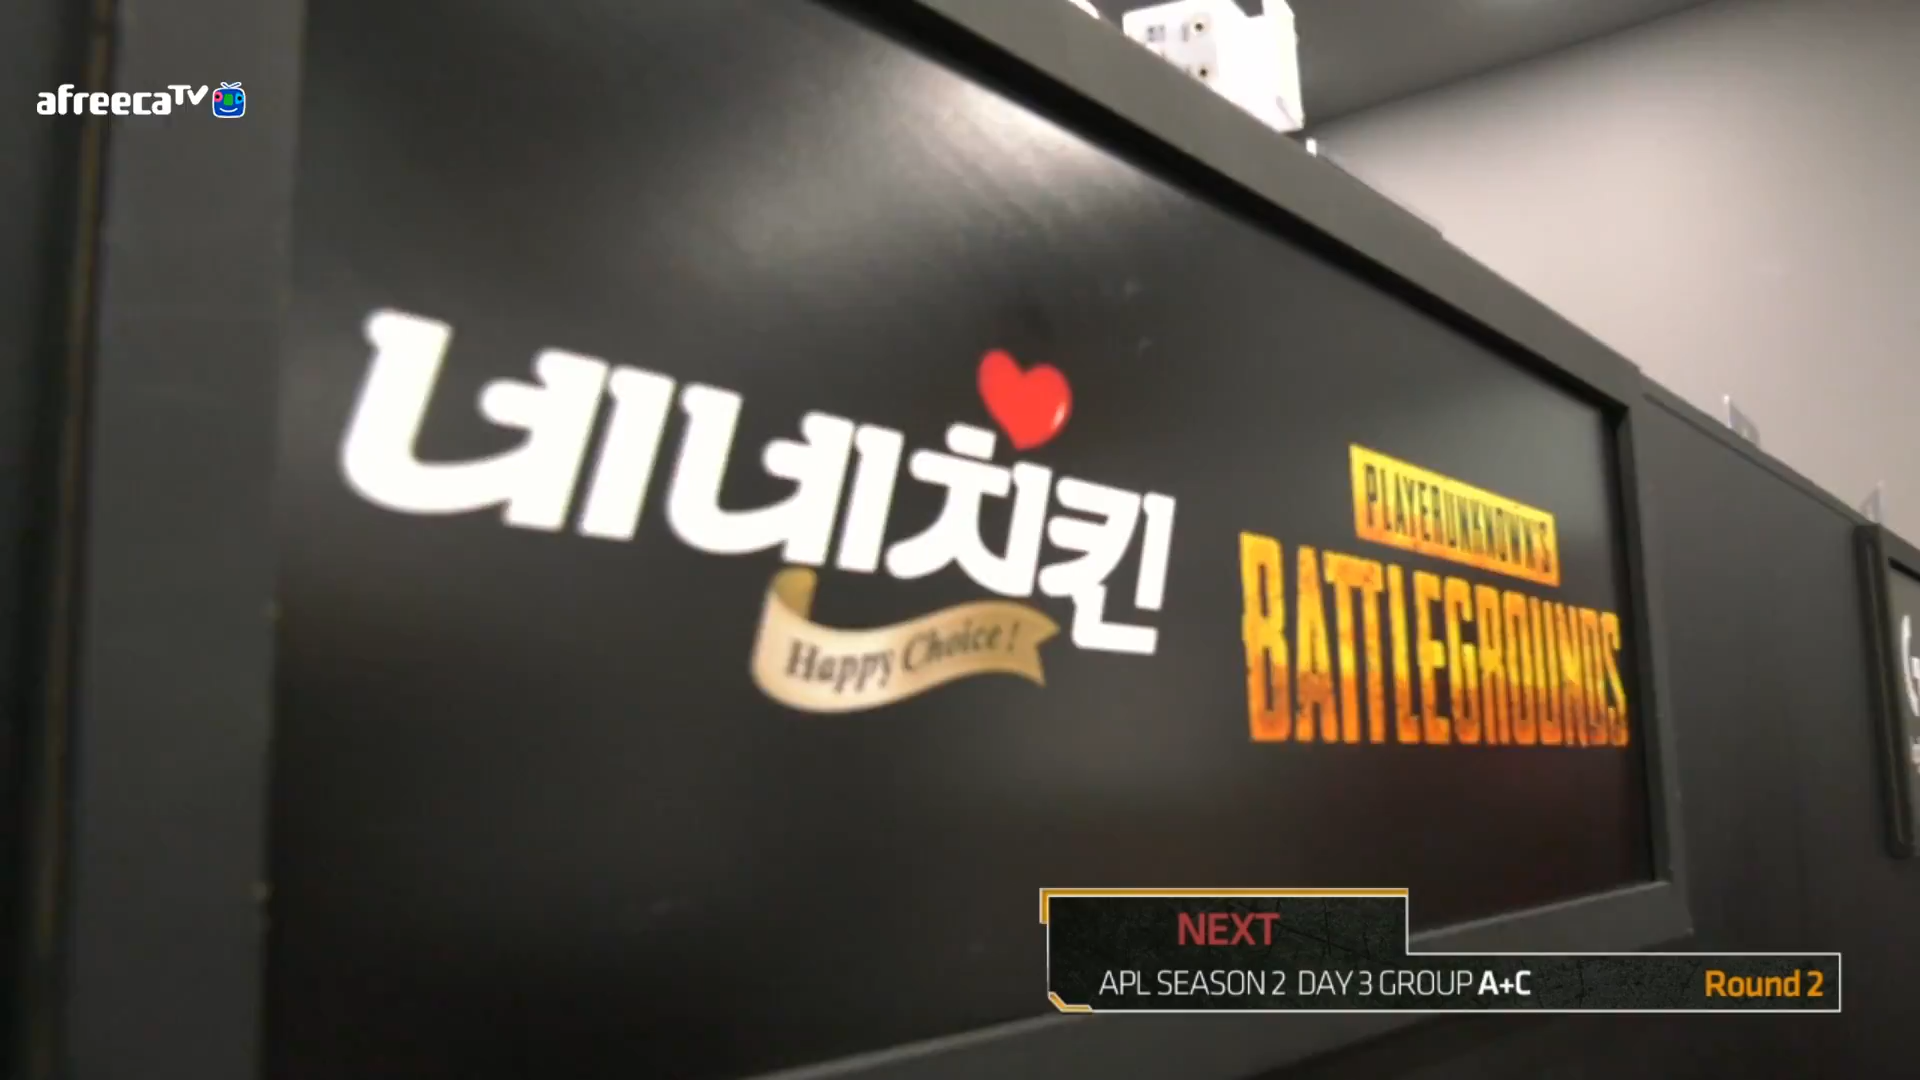 afreecaTV
네네치킨
Happy Choice!
PLAYERUNKNOWN'S
BATTLEGROUNDS
NEXT
APL SEASON 2 DAY 3 GROUP A+C
Round 2